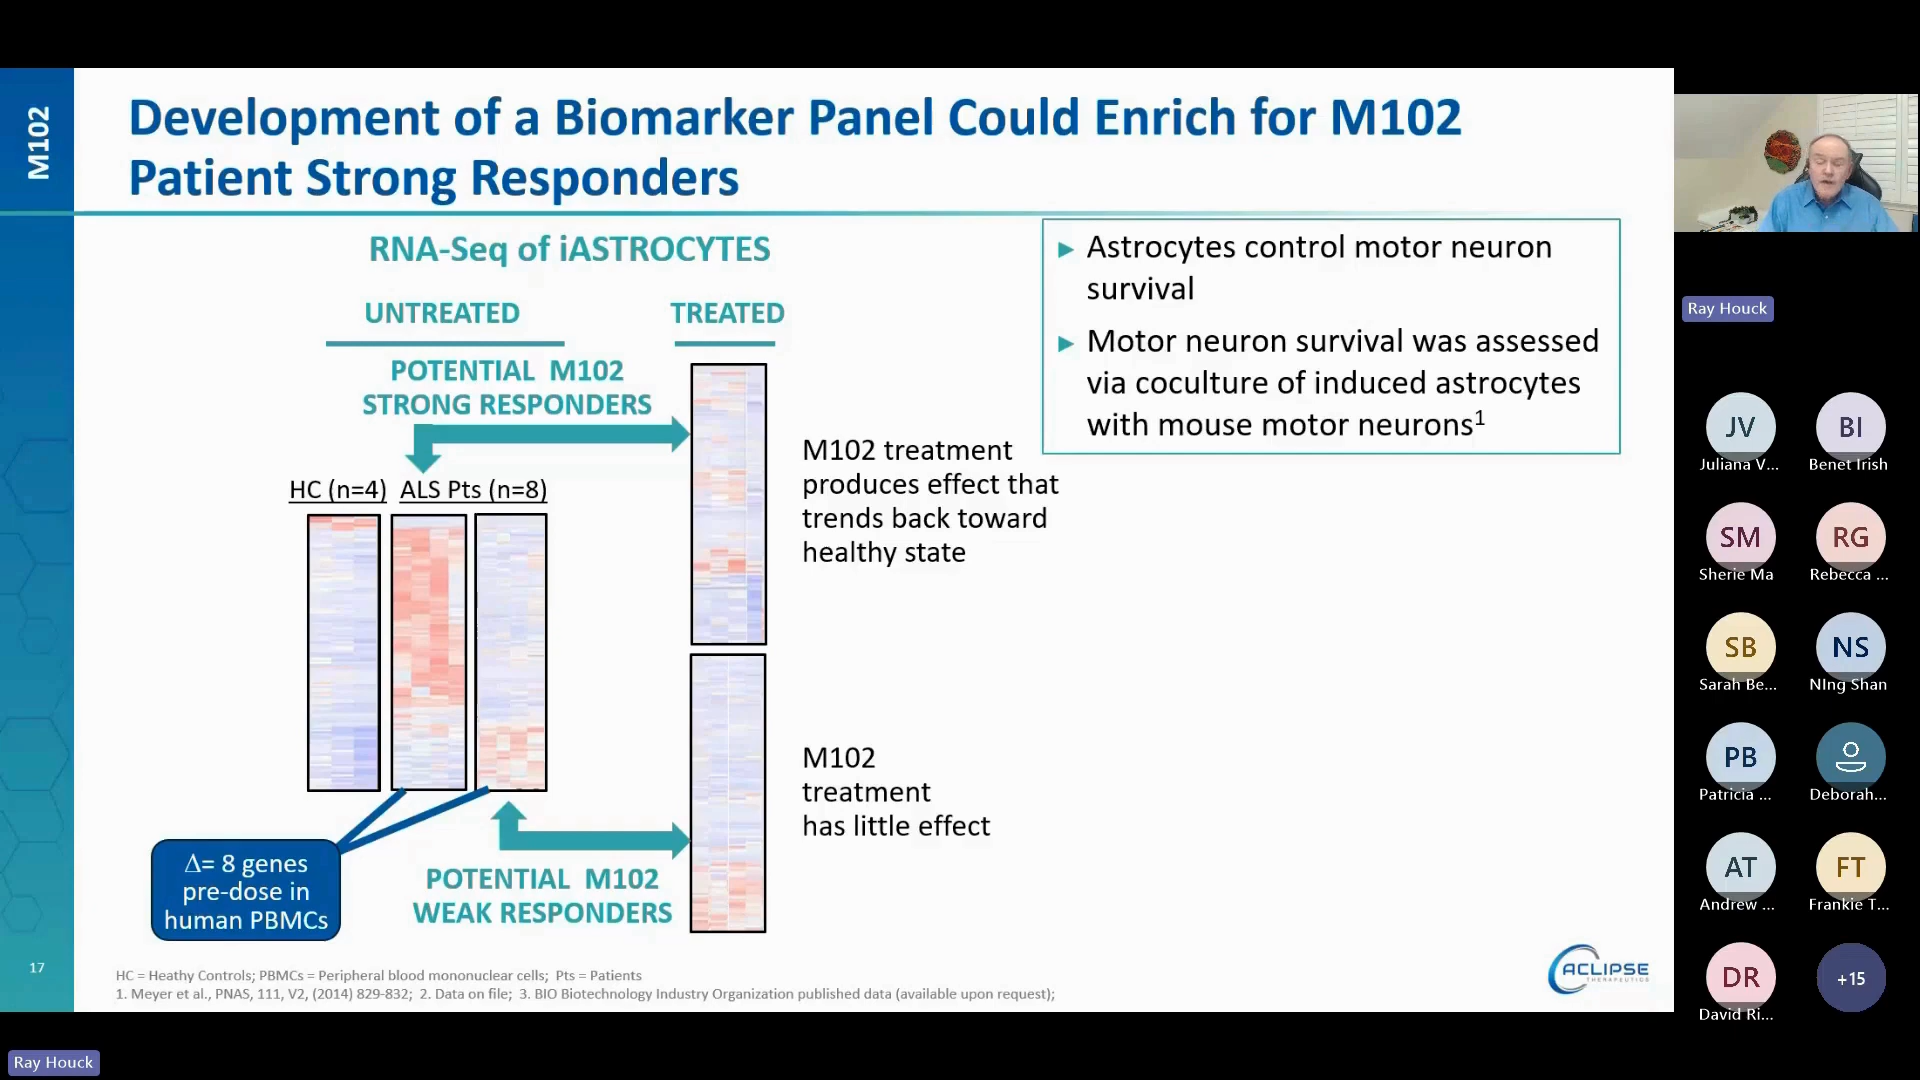 M102
Development of a Biomarker Panel Could Enrich for M102
Patient Strong Responders
RNA-Seq of iASTROCYTES
UNTREATED
TREATED
POTENTIAL M102
STRONG RESPONDERS
HC (n=4) ALS Pts (n=8)
M102 treatment
produces effect that
trends back toward
healthy state
M102
treatment
has little effect
Δ= 8 genes
pre-dose in
human PBMCs
POTENTIAL M102
WEAK RESPONDERS
▶ Astrocytes control motor neuron
survival
▶ Motor neuron survival was assessed
via coculture of induced astrocytes
with mouse motor neurons¹
17
HC = Heathy Controls; PBMCs = Peripheral blood mononuclear cells; Pts = Patients
1. Meyer et al., PNAS, 111, V2, (2014) 829-832; 2. Data on file; 3. BIO Biotechnology Industry Organization published data (available upon request);
ACLIPSE
THERAPEUTICS
Ray Houck
JV
Juliana V...
BI
Benet Irish
SM
Sherie Ma
RG
Rebecca ...
SB
Sarah Be...
NS
NIng Shan
PB
Patricia ...
Deborah...
AT
Andrew ...
FT
Frankie T...
DR
David Ri...
+15
Ray Houck